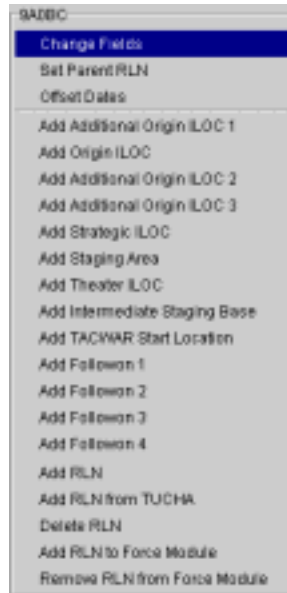 9ADBC
Change Fields
Set Parent RLN
Offset Dates
Add Additional Origin ILOC 1
Add Origin ILOC
Add Additional Origin ILOC 2
Add Additional Origin ILOC 3
Add Strategic ILOC
Add Staging Area
Add Theater ILOC
Add Intermediate Staging Base
Add TACWAR Start Location
Add Followon 1
Add Followon 2
Add Followon 3
Add Followon 4
Add RLN
Add RLN from TUCHA
Delete RLN
Add RLN to Force Module
Remove RLN from Force Module